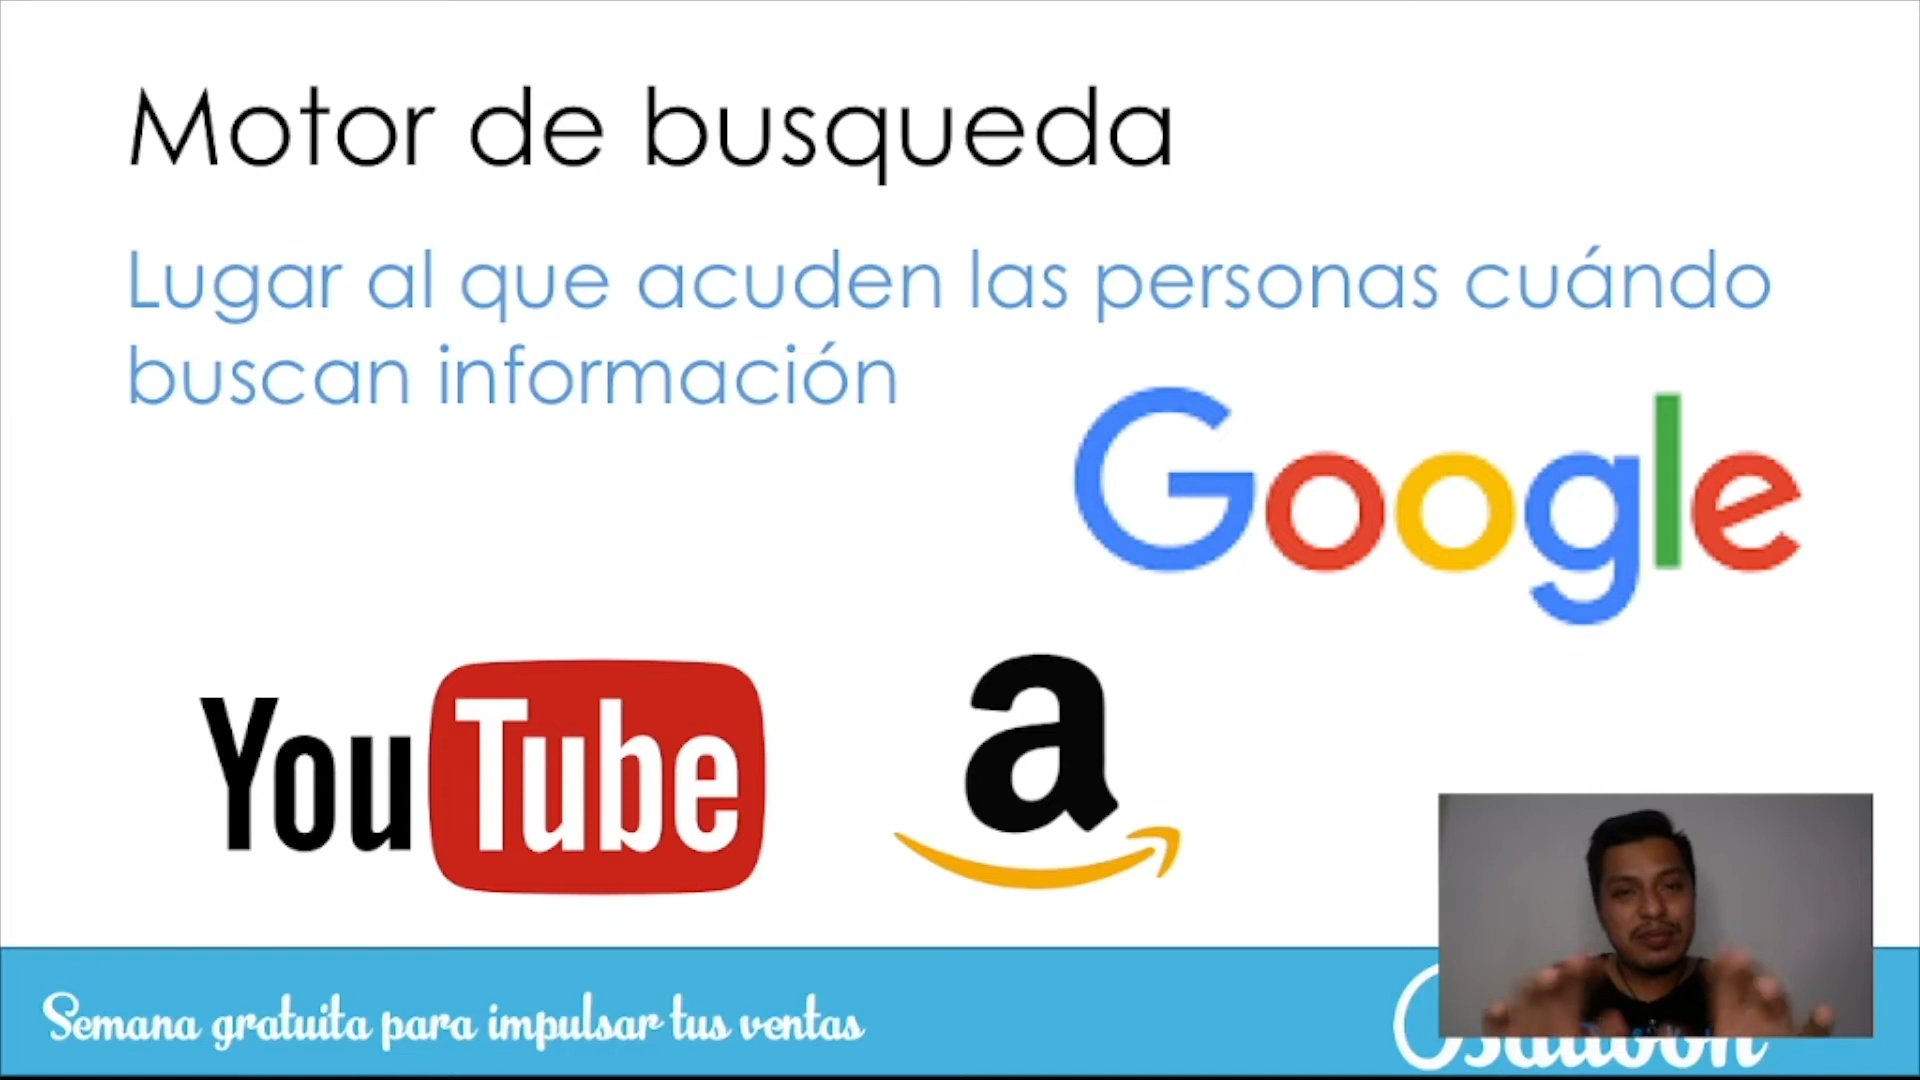 Motor de busqueda
Lugar al que acuden las personas cuándo
buscan información
Google
YouTube
a
Semana gratuita para impulsar tus ventas